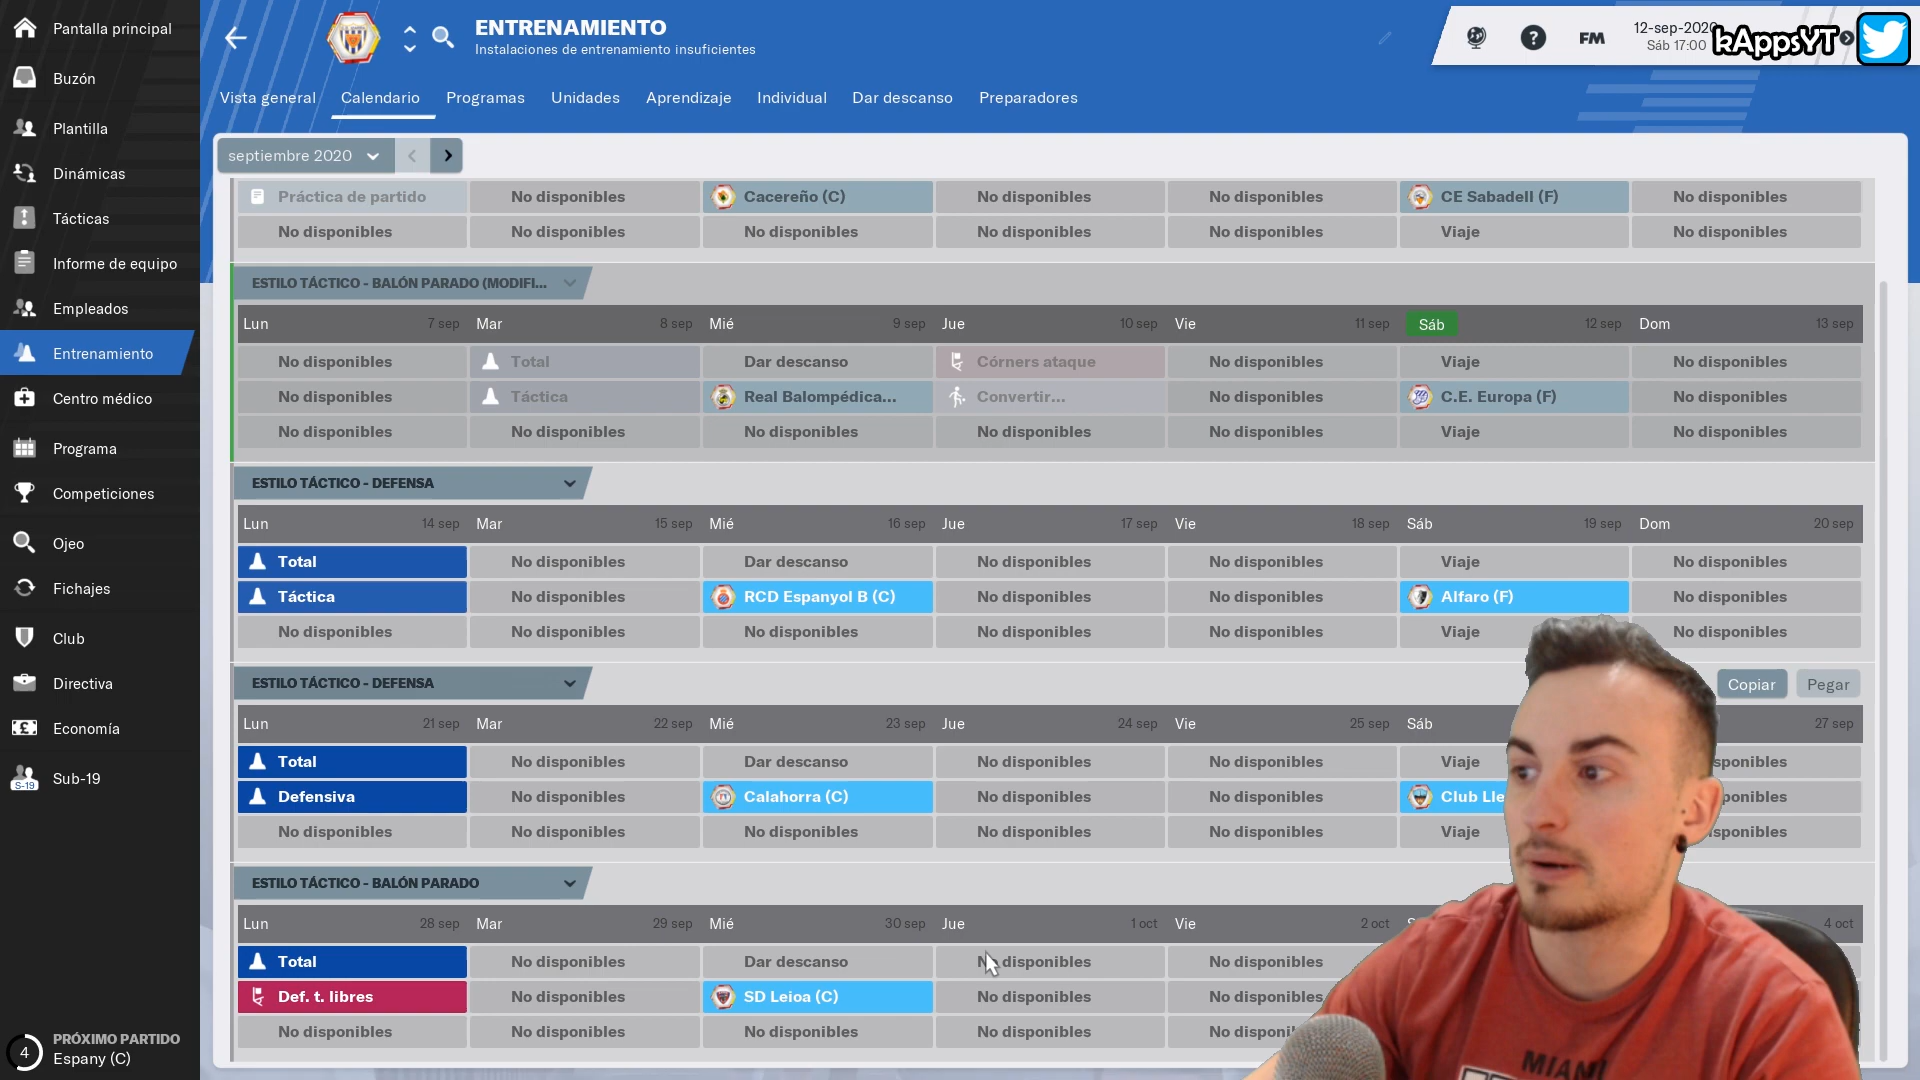 Pantalla principal
Buzón
Plantilla
Dinámicas
Tácticas
Informe de equipo
Empleados
Entrenamiento
Centro médico
Programa
Competiciones
Ojeo
Fichajes
Club
Directiva
Economía
Sub-19
S-19
4
PRÓXIMO PARTIDO
Espany (C)
ENTRENAMIENTO
Instalaciones de entrenamiento insuficientes
FM
12-sep-2020
Sáb 17:00
kAppsYT
Vista general Calendario Programas Unidades Aprendizaje Individual Dar descanso Preparadores
septiembre 2020
Práctica de partido No disponibles Cacereño (C) No disponibles No disponibles CE Sabadell (F) No disponibles
No disponibles No disponibles No disponibles No disponibles No disponibles Viaje No disponibles
ESTILO TÁCTICO - BALÓN PARADO (MODIFI...
Lun 7 sep Mar 8 sep Mié 9 sep Jue 10 sep Vie 11 sep Sáb 12 sep Dom 13 sep
No disponibles Total Dar descanso Córners ataque No disponibles Viaje No disponibles
No disponibles Táctica Real Balompédica... Convertir... No disponibles C.E. Europa (F) No disponibles
No disponibles No disponibles No disponibles No disponibles No disponibles Viaje No disponibles
ESTILO TÁCTICO - DEFENSA
Lun 14 sep Mar 15 sep Mié 16 sep Jue 17 sep Vie 18 sep Sáb 19 sep Dom 20 sep
Total No disponibles Dar descanso No disponibles No disponibles Viaje No disponibles
Táctica No disponibles RCD Espanyol B (C) No disponibles No disponibles Alfaro (F) No disponibles
No disponibles No disponibles No disponibles No disponibles No disponibles Viaje No disponibles
ESTILO TÁCTICO - DEFENSA
Copiar Pegar
Lun 21 sep Mar 22 sep Mié 23 sep Jue 24 sep Vie 25 sep Sáb 27 sep
Total No disponibles Dar descanso No disponibles No disponibles Viaje sponibles
Defensiva No disponibles Calahorra (C) No disponibles No disponibles Club Lle ponibles
No disponibles No disponibles No disponibles No disponibles No disponibles Viaje sponibles
ESTILO TÁCTICO - BALÓN PARADO
Lun 28 sep Mar 29 sep Mié 30 sep Jue 1 oct Vie 2 oct 4 oct
Total No disponibles Dar descanso No disponibles No disponibles
Def. t. libres No disponibles SD Leioa (C) No disponibles No disponibles
No disponibles No disponibles No disponibles No disponibles No disponi
MIAMI